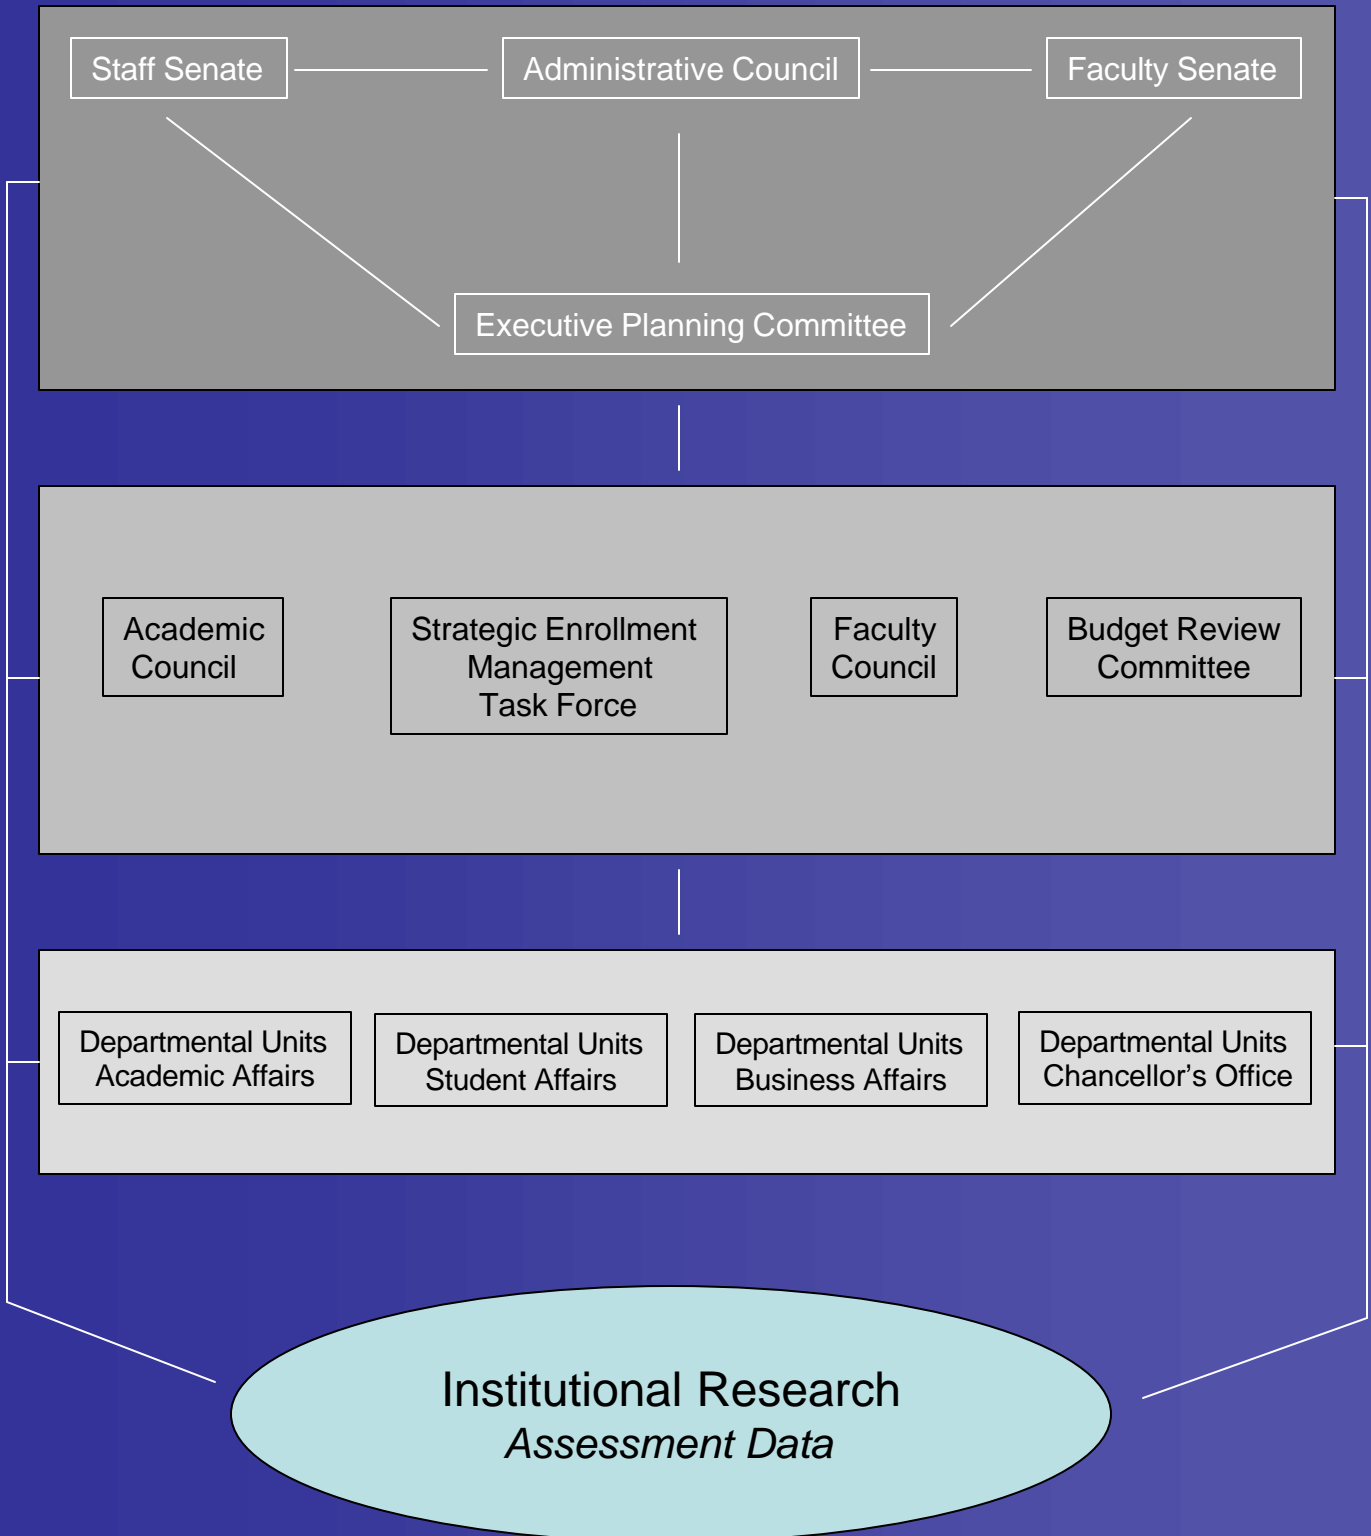 Staff Senate
Administrative Council
Faculty Senate
Executive Planning Committee
Academic
Council
Strategic Enrollment
Management
Task Force
Faculty
Council
Budget Review
Committee
Departmental Units
Academic Affairs
Departmental Units
Student Affairs
Departmental Units
Business Affairs
Departmental Units
Chancellor’s Office
Institutional Research
Assessment Data